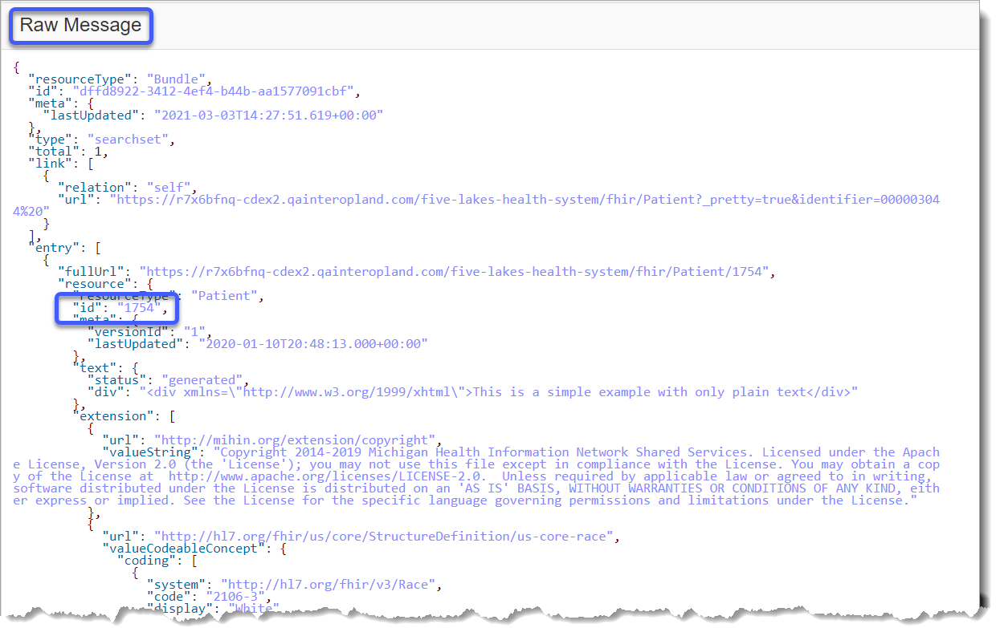 Raw Message
{
"resourceType": "Bundle",
"id": "dffd8922-3412-4ef4-b44b-aa1577091cbf",
"meta": {
"lastUpdated": "2021-03-03T14:27:51.619+00:00"
},
"type": "searchset",
"total": 1,
"link": [
{
"relation": "self",
"url": "https://r7x6bfnq-cdex2.qainteropland.com/five-lakes-health-system/fhir/Patient?_pretty=true&identifier=00000304
4%20"
}
],
"entry": [
{
"fullUrl": "https://r7x6bfnq-cdex2.qainteropland.com/five-lakes-health-system/fhir/Patient/1754",
"resource": {
"resourceType": "Patient",
"id": "1754",
"meta": {
"versionId": "1",
"lastUpdated": "2020-01-10T20:48:13.000+00:00"
},
"text": {
"status": "generated",
"div": "<div xmlns=\"http://www.w3.org/1999/xhtml\">This is a simple example with only plain text</div>"
},
"extension": [
{
"url": "http://mihin.org/extension/copyright",
"valueString": "Copyright 2014-2019 Michigan Health Information Network Shared Services. Licensed under the Apach
e License, Version 2.0 (the 'License'); you may not use this file except in compliance with the License. You may obtain a cop
y of the License at  http://www.apache.org/licenses/LICENSE-2.0.  Unless required by applicable law or agreed to in writing,
software distributed under the License is distributed on an 'AS IS' BASIS, WITHOUT WARRANTIES OR CONDITIONS OF ANY KIND, eith
er express or implied. See the License for the specific language governing permissions and limitations under the License."
},
{
"url": "http://hl7.org/fhir/us/core/StructureDefinition/us-core-race",
"valueCodeableConcept": {
"coding": [
{
"system": "http://hl7.org/fhir/v3/Race",
"code": "2106-3",
"display": "White"